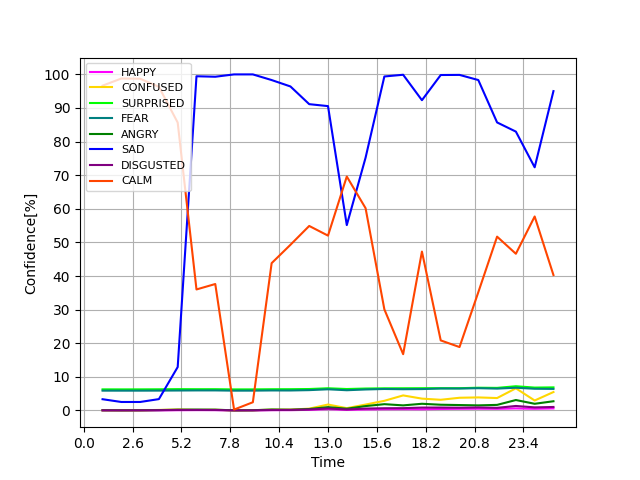 100
90
80
70
60
50
40
30
20
10
0
Confidence[%]
HAPPY
CONFUSED
SURPRISED
FEAR
ANGRY
SAD
DISGUSTED
CALM
0.0 2.6 5.2 7.8 10.4 13.0 15.6 18.2 20.8 23.4
Time